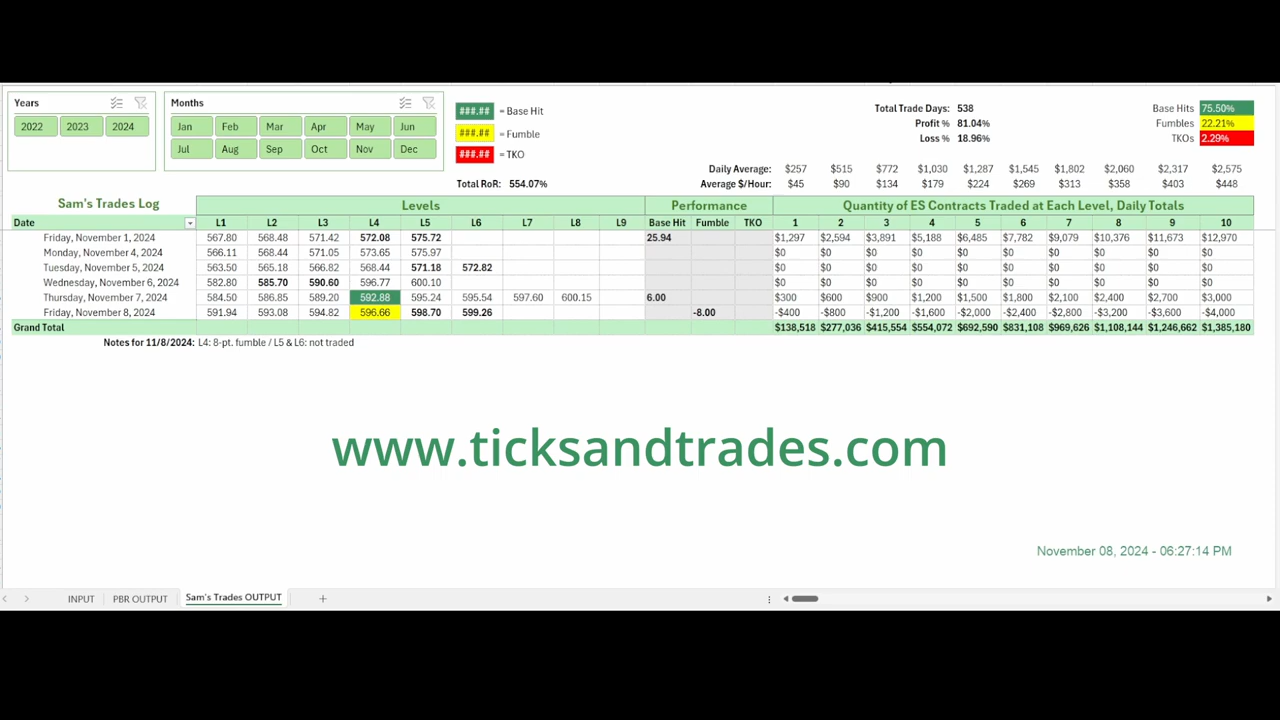 Years
Months
2022 2023 2024
Jan Feb Mar Apr May Jun
Jul Aug Sep Oct Nov Dec
###.## = Base Hit
###.## = Fumble
###.## = TKO
Total RoR: 554.07%
Total Trade Days: 538
Profit % 81.04%
Loss % 18.96%
Base Hits 75.50%
Fumbles 22.21%
TKOs 2.29%
Daily Average: $257 $515 $772 $1,030 $1,287 $1,545 $1,802 $2,060 $2,317 $2,575
Average $/Hour: $45 $90 $134 $179 $224 $269 $313 $358 $403 $448
Sam's Trades Log Levels Performance Quantity of ES Contracts Traded at Each Level, Daily Totals
Date L1 L2 L3 L4 L5 L6 L7 L8 L9 Base Hit Fumble TKO 1 2 3 4 5 6 7 8 9 10
Friday, November 1, 2024 567.80 568.48 571.42 572.08 575.72 25.94 $1,297 $2,594 $3,891 $5,188 $6,485 $7,782 $9,079 $10,376 $11,673 $12,970
Monday, November 4, 2024 566.11 568.44 571.05 573.65 575.97 $0 $0 $0 $0 $0 $0 $0 $0 $0 $0
Tuesday, November 5, 2024 563.50 565.18 566.82 568.44 571.18 572.82 $0 $0 $0 $0 $0 $0 $0 $0 $0 $0
Wednesday, November 6, 2024 582.80 585.70 590.60 596.77 600.10 $0 $0 $0 $0 $0 $0 $0 $0 $0 $0
Thursday, November 7, 2024 584.50 586.85 589.20 592.88 595.24 595.54 597.60 600.15 6.00 $300 $600 $900 $1,200 $1,500 $1,800 $2,100 $2,400 $2,700 $3,000
Friday, November 8, 2024 591.94 593.08 594.82 596.66 598.70 599.26 -8.00 -$400 -$800 -$1,200 -$1,600 -$2,000 -$2,400 -$2,800 -$3,200 -$3,600 -$4,000
Grand Total $138,518 $277,036 $415,554 $554,072 $692,590 $831,108 $969,626 $1,108,144 $1,246,662 $1,385,180
Notes for 11/8/2024: L4: 8-pt. fumble / L5 & L6: not traded
www.ticksandtrades.com
November 08, 2024 - 06:27:14 PM
INPUT PBR OUTPUT Sam's Trades OUTPUT